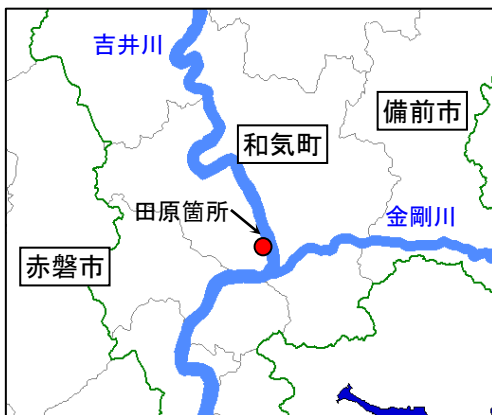 吉井川
備前市
和気町
田原箇所
金剛川
赤磐市